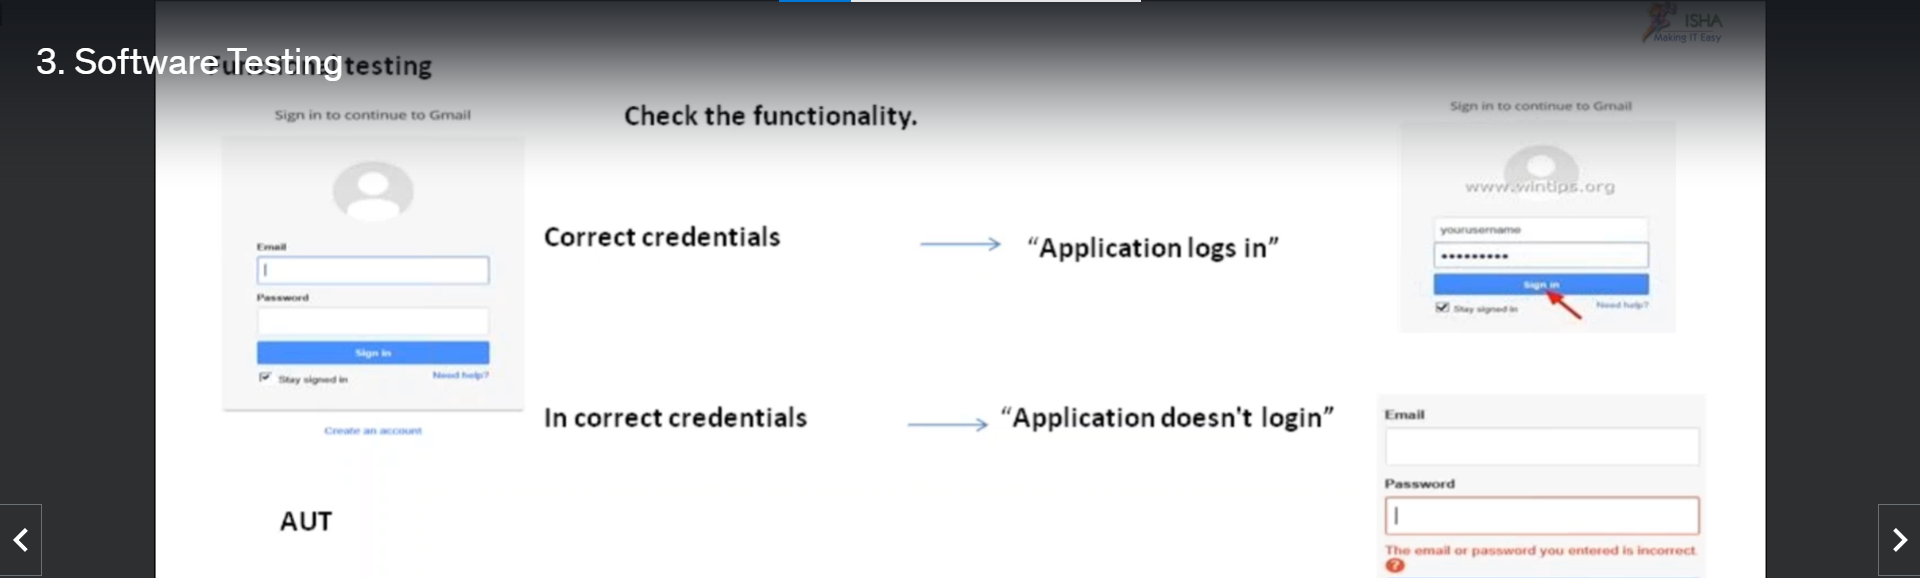 ISHA
Making IT Easy
3. Software Testing
Functional testing
Sign in to continue to Gmail
Check the functionality.
Sign in to continue to Gmail
www.wintips.org
Correct credentials
"Application logs in"
yourusername
Email
Password
Sign in
Stay signed in
Need help?
Sign in
Stay signed in
Need help?
Create an account
In correct credentials
"Application doesn't login"
Email
Password
The email or password you entered is incorrect
?
AUT